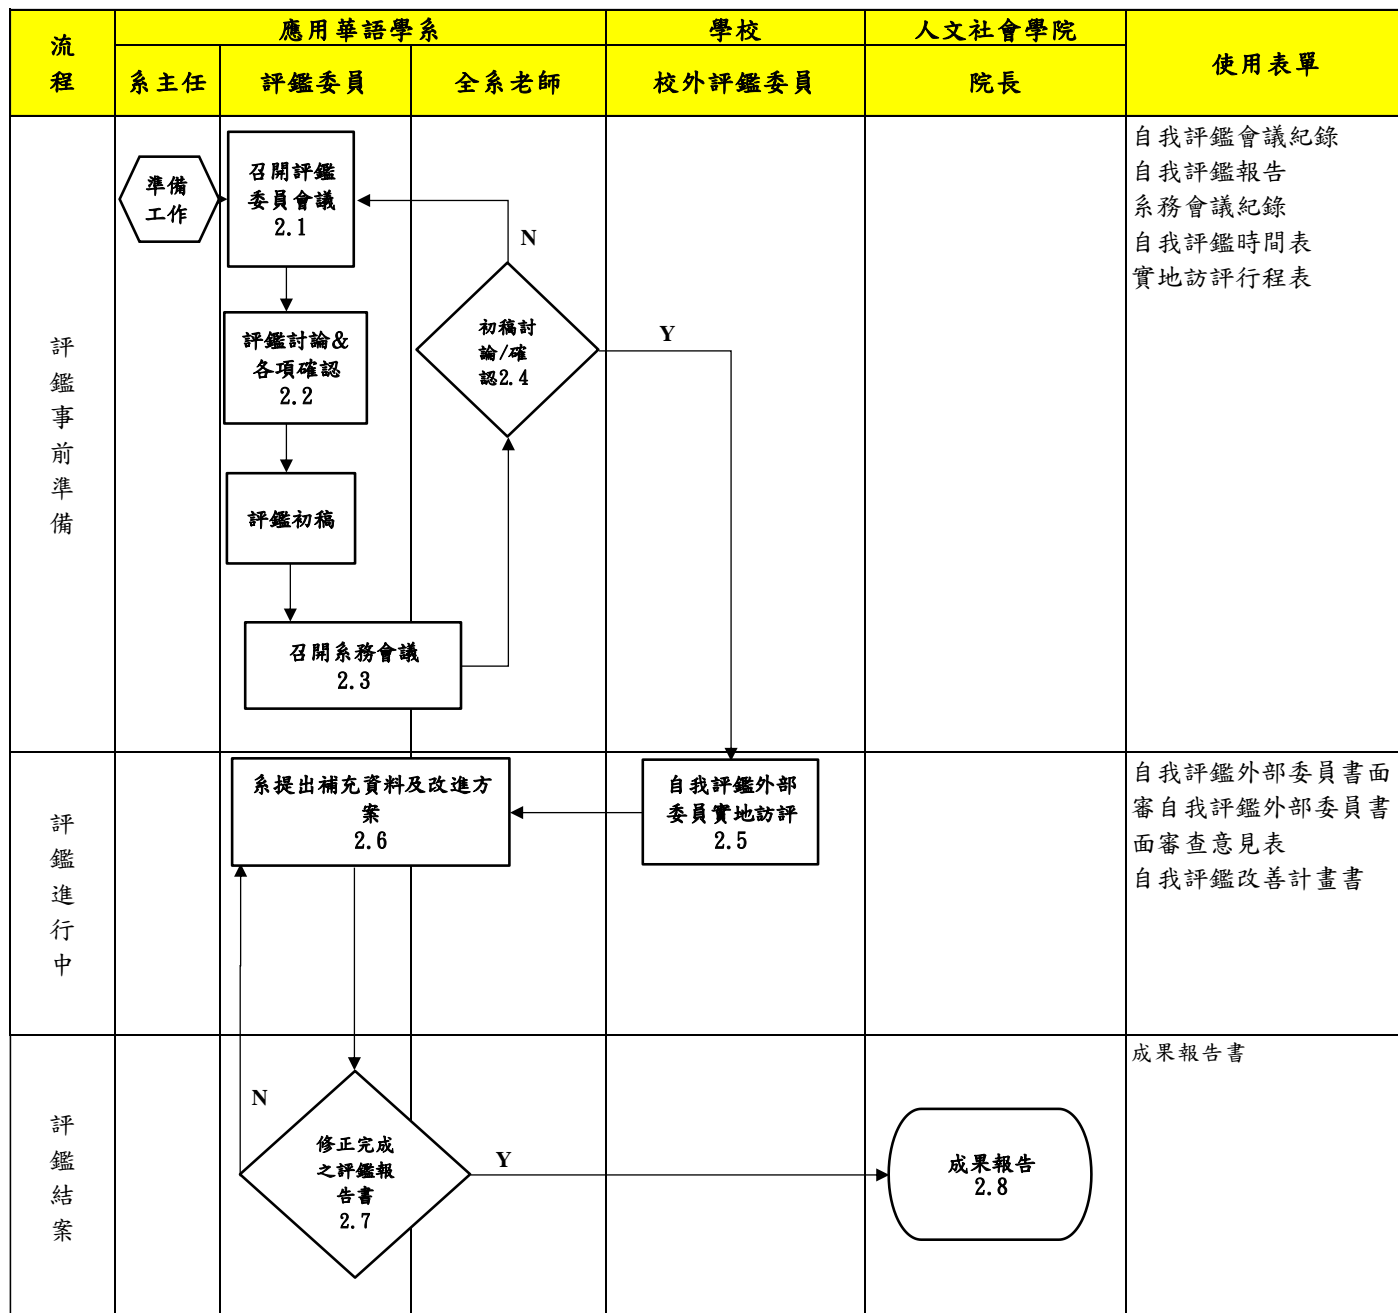 流
程
應用華語學系
學校
人文社會學院
使用表單
系主任
評鑑委員
全系老師
校外評鑑委員
院長
評
鑑
事
前
準
備
準備
工作
召開評鑑
委員會議
2.1
評鑑討論&
各項確認
2.2
評鑑初稿
召開系務會議
2.3
N
初稿討
論/確
認2.4
Y
自我評鑑會議紀錄
自我評鑑報告
系務會議紀錄
自我評鑑時間表
實地訪評行程表
評
鑑
進
行
中
系提出補充資料及改進方
案
2.6
自我評鑑外部
委員實地訪評
2.5
自我評鑑外部委員書面
審自我評鑑外部委員書
面審查意見表
自我評鑑改善計畫書
評
鑑
結
案
N
修正完成
之評鑑報
告書
2.7
Y
成果報告
2.8
成果報告書